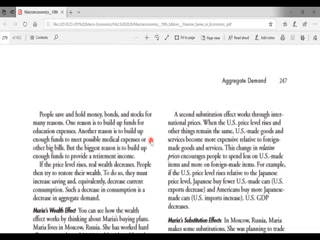 Macroeconomics_ 10th
279 of 402
Aggregate Demand 247
People save and hold money, bonds, and stocks for
many reasons. One reason is to build up funds for
education expenses. Another reason is to build up
enough funds to meet possible medical expenses or
other big bills. But the biggest reason is to build up
enough funds to provide a retirement income.
If the price level rises, real wealth decreases. People
then try to restore their wealth. To do so, they must
increase saving and, equivalently, decrease current
consumption. Such a decrease in consumption is a
decrease in aggregate demand.
Maria's Wealth Effect You can see how the wealth
effect works by thinking about Maria's buying plans.
Maria lives in Moscow, Russia. She has worked hard
A second substitution effect works through inter-
national prices. When the U.S. price level rises and
other things remain the same, U.S.-made goods and
services become more expensive relative to foreign-
made goods and services. This change in relative
prices encourages people to spend less on U.S.-made
items and more on foreign-made items. For example,
if the U.S. price level rises relative to the Japanese
price level, Japanese buy fewer U.S.-made cars (U.S.
exports decrease) and Americans buy more Japanese-
made cars (U.S. imports increase). U.S. GDP
decreases.
Maria's Substitution Effects In Moscow, Russia, Maria
makes some substitutions. She was planning to trade